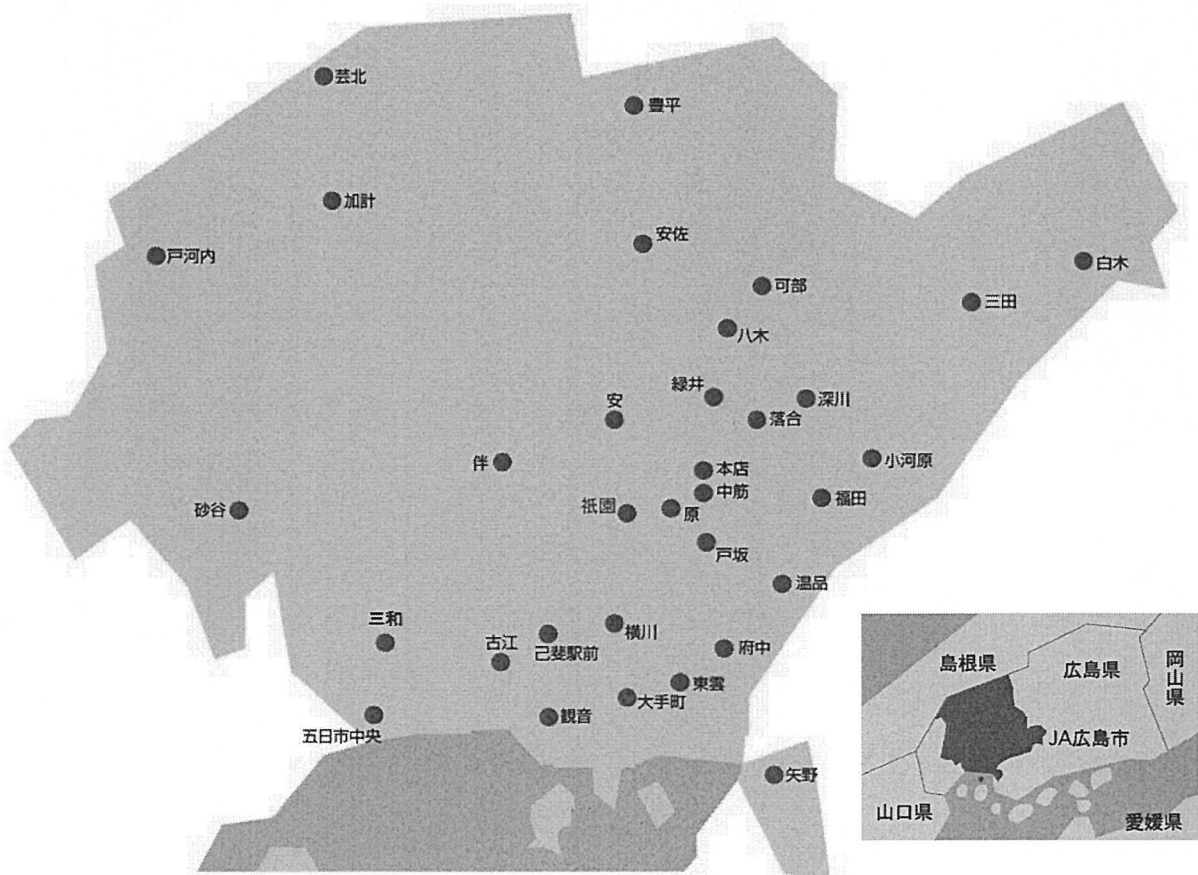 芸北
豊平
加計
安佐
戸河内
白木
可部
三田
八木
緑井
深川
安
落合
伴
小河原
本店
中筋
福田
砂谷
祇園
原
戸坂
温品
三和
古江
己斐駅前
横川
府中
東雲
大手町
観音
五日市中央
矢野
島根県
広島県
岡山県
JA広島市
山口県
愛媛県